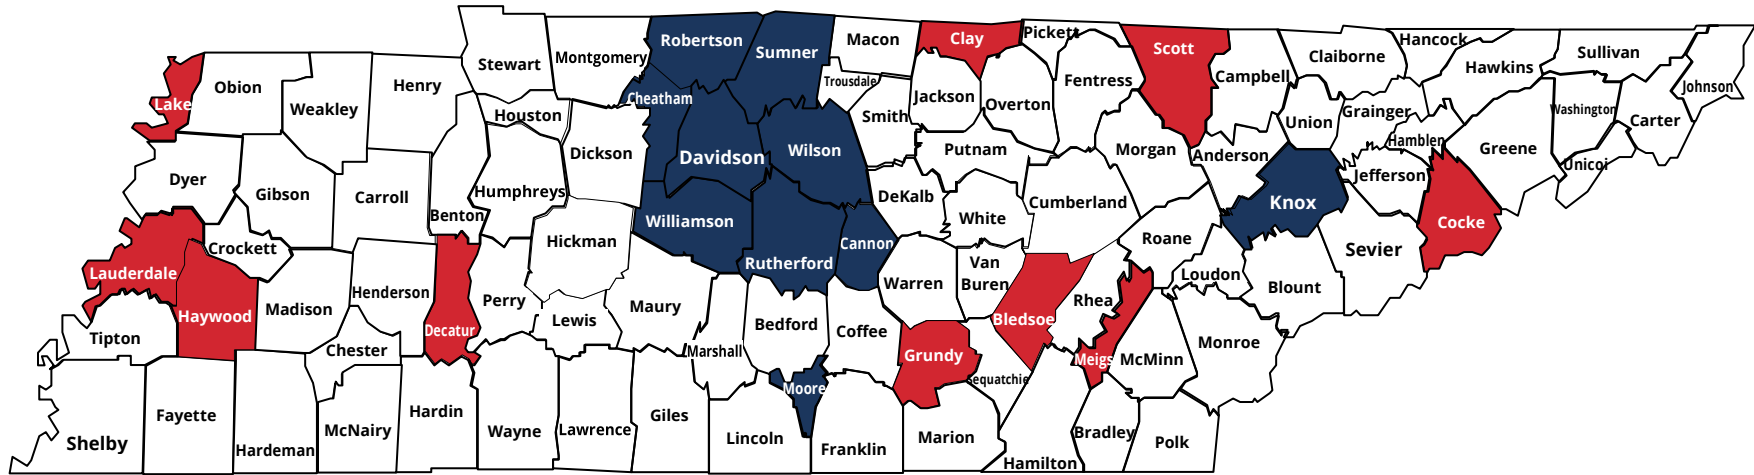 Pickett
Clay
Macon
Hancock
Robertson
Scott
Sumner
Sullivan
Claiborne
Montgomery
Stewart
Hawkins
Campbell
Fentress
Trousdale
Henry
Obion
Johnson
Jackson
Cheatham
Lake
Overton
Weakley
Washington
Grainger
Houston
Smith
Carter
Union
Hamblen
Greene
Putnam
Morgan
Wilson
Dickson
Davidson
Anderson
Unicoi
Jefferson
Dyer
Humphreys
Gibson
DeKalb
Carroll
Cumberland
Knox
Benton
White
Williamson
Cocke
Roane
Hickman
Cannon
Crockett
Sevier
Van
Buren
Rutherford
Lauderdale
Loudon
Warren
Blount
Henderson
Perry
Rhea
Maury
Madison
Haywood
Lewis
Bledsoe
Bedford
Decatur
Coffee
Tipton
Monroe
Chester
Marshall
Grundy
Meigs
McMinn
Sequatchie
Moore
Hardin
Fayette
Giles
Lawrence
McNairy
Wayne
Bradley
Lincoln
Marion
Shelby
Polk
Franklin
Hardeman
Hamilton